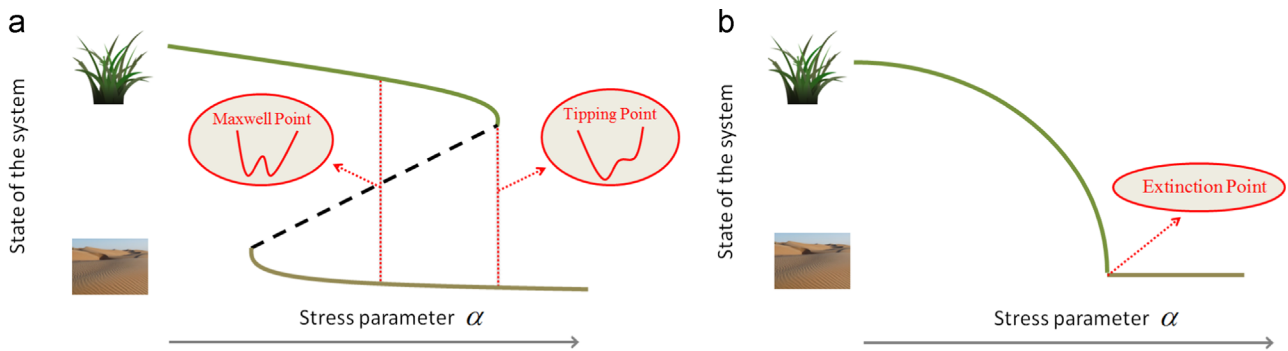 a
State of the system
Maxwell Point
Tipping Point
Stress parameter α
b
State of the system
Extinction Point
Stress parameter α